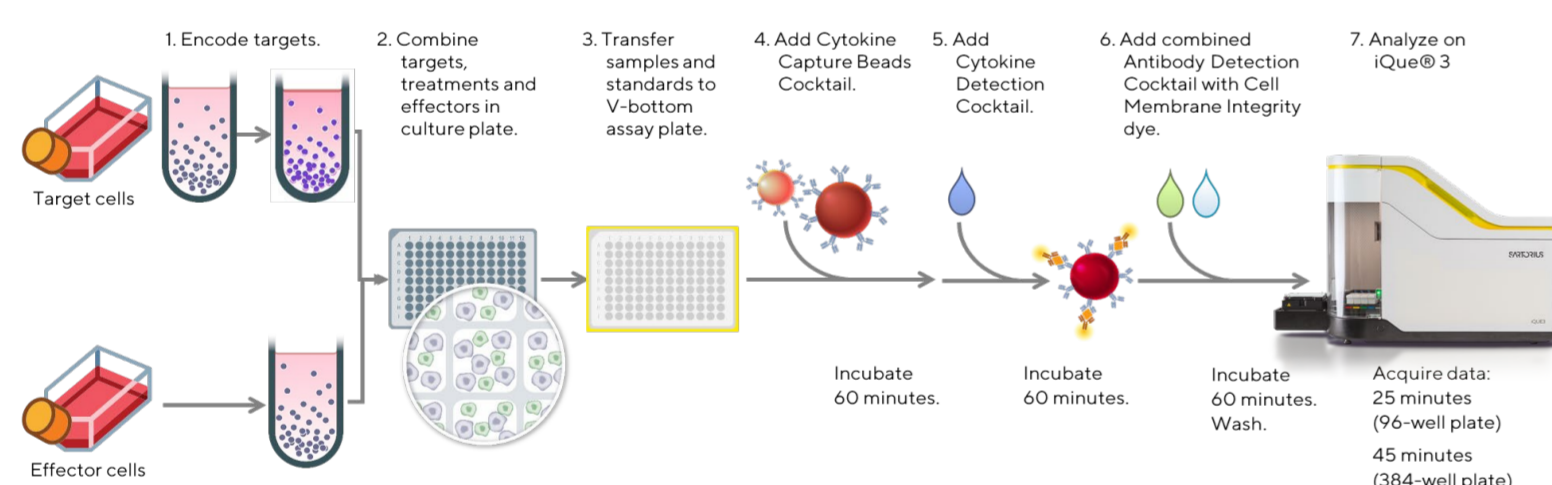 1. Encode targets.
2. Combine
targets,
treatments and
effectors in
culture plate.
3. Transfer
samples and
standards to
V-bottom
assay plate.
4. Add Cytokine
Capture Beads
Cocktail.
5. Add
Cytokine
Detection
Cocktail.
6. Add combined
Antibody Detection
Cocktail with Cell
Membrane Integrity
dye.
7. Analyze on
iQue® 3
Target cells
Effector cells
SARTORIUS
iQue3
Incubate
60 minutes.
Incubate
60 minutes.
Incubate
60 minutes.
Wash.
Acquire data:
25 minutes
(96-well plate)
45 minutes
(384-well plate)